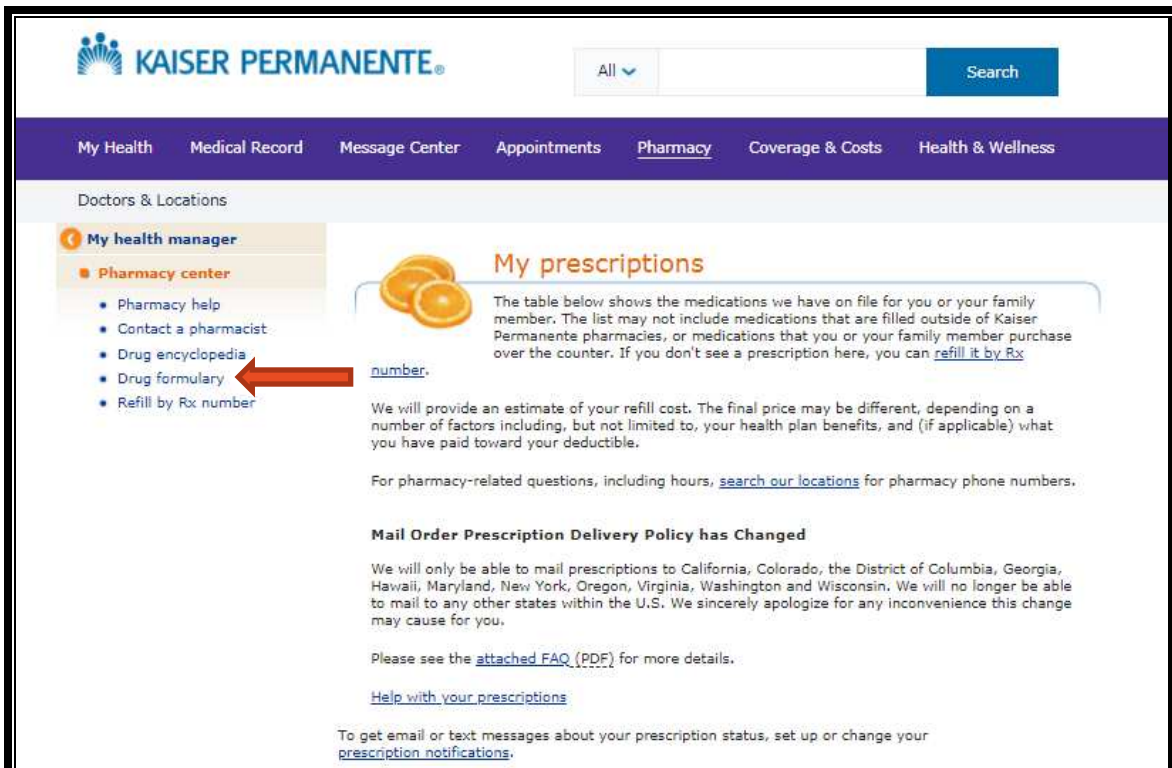 KAISER PERMANENTE®
All
Search
My Health Medical Record Message Center Appointments Pharmacy Coverage & Costs Health & Wellness
Doctors & Locations
My health manager
Pharmacy center
• Pharmacy help
• Contact a pharmacist
• Drug encyclopedia
• Drug formulary
• Refill by Rx number
My prescriptions
The table below shows the medications we have on file for you or your family
member. The list may not include medications that are filled outside of Kaiser
Permanente pharmacies, or medications that you or your family member purchase
over the counter. If you don't see a prescription here, you can refill it by Rx
number.
We will provide an estimate of your refill cost. The final price may be different, depending on a
number of factors including, but not limited to, your health plan benefits, and (if applicable) what
you have paid toward your deductible.
For pharmacy-related questions, including hours, search our locations for pharmacy phone numbers.
Mail Order Prescription Delivery Policy has Changed
We will only be able to mail prescriptions to California, Colorado, the District of Columbia, Georgia,
Hawaii, Maryland, New York, Oregon, Virginia, Washington and Wisconsin. We will no longer be able
to mail to any other states within the U.S. We sincerely apologize for any inconvenience this change
may cause for you.
Please see the attached FAQ (PDF) for more details.
Help with your prescriptions
To get email or text messages about your prescription status, set up or change your
prescription notifications.